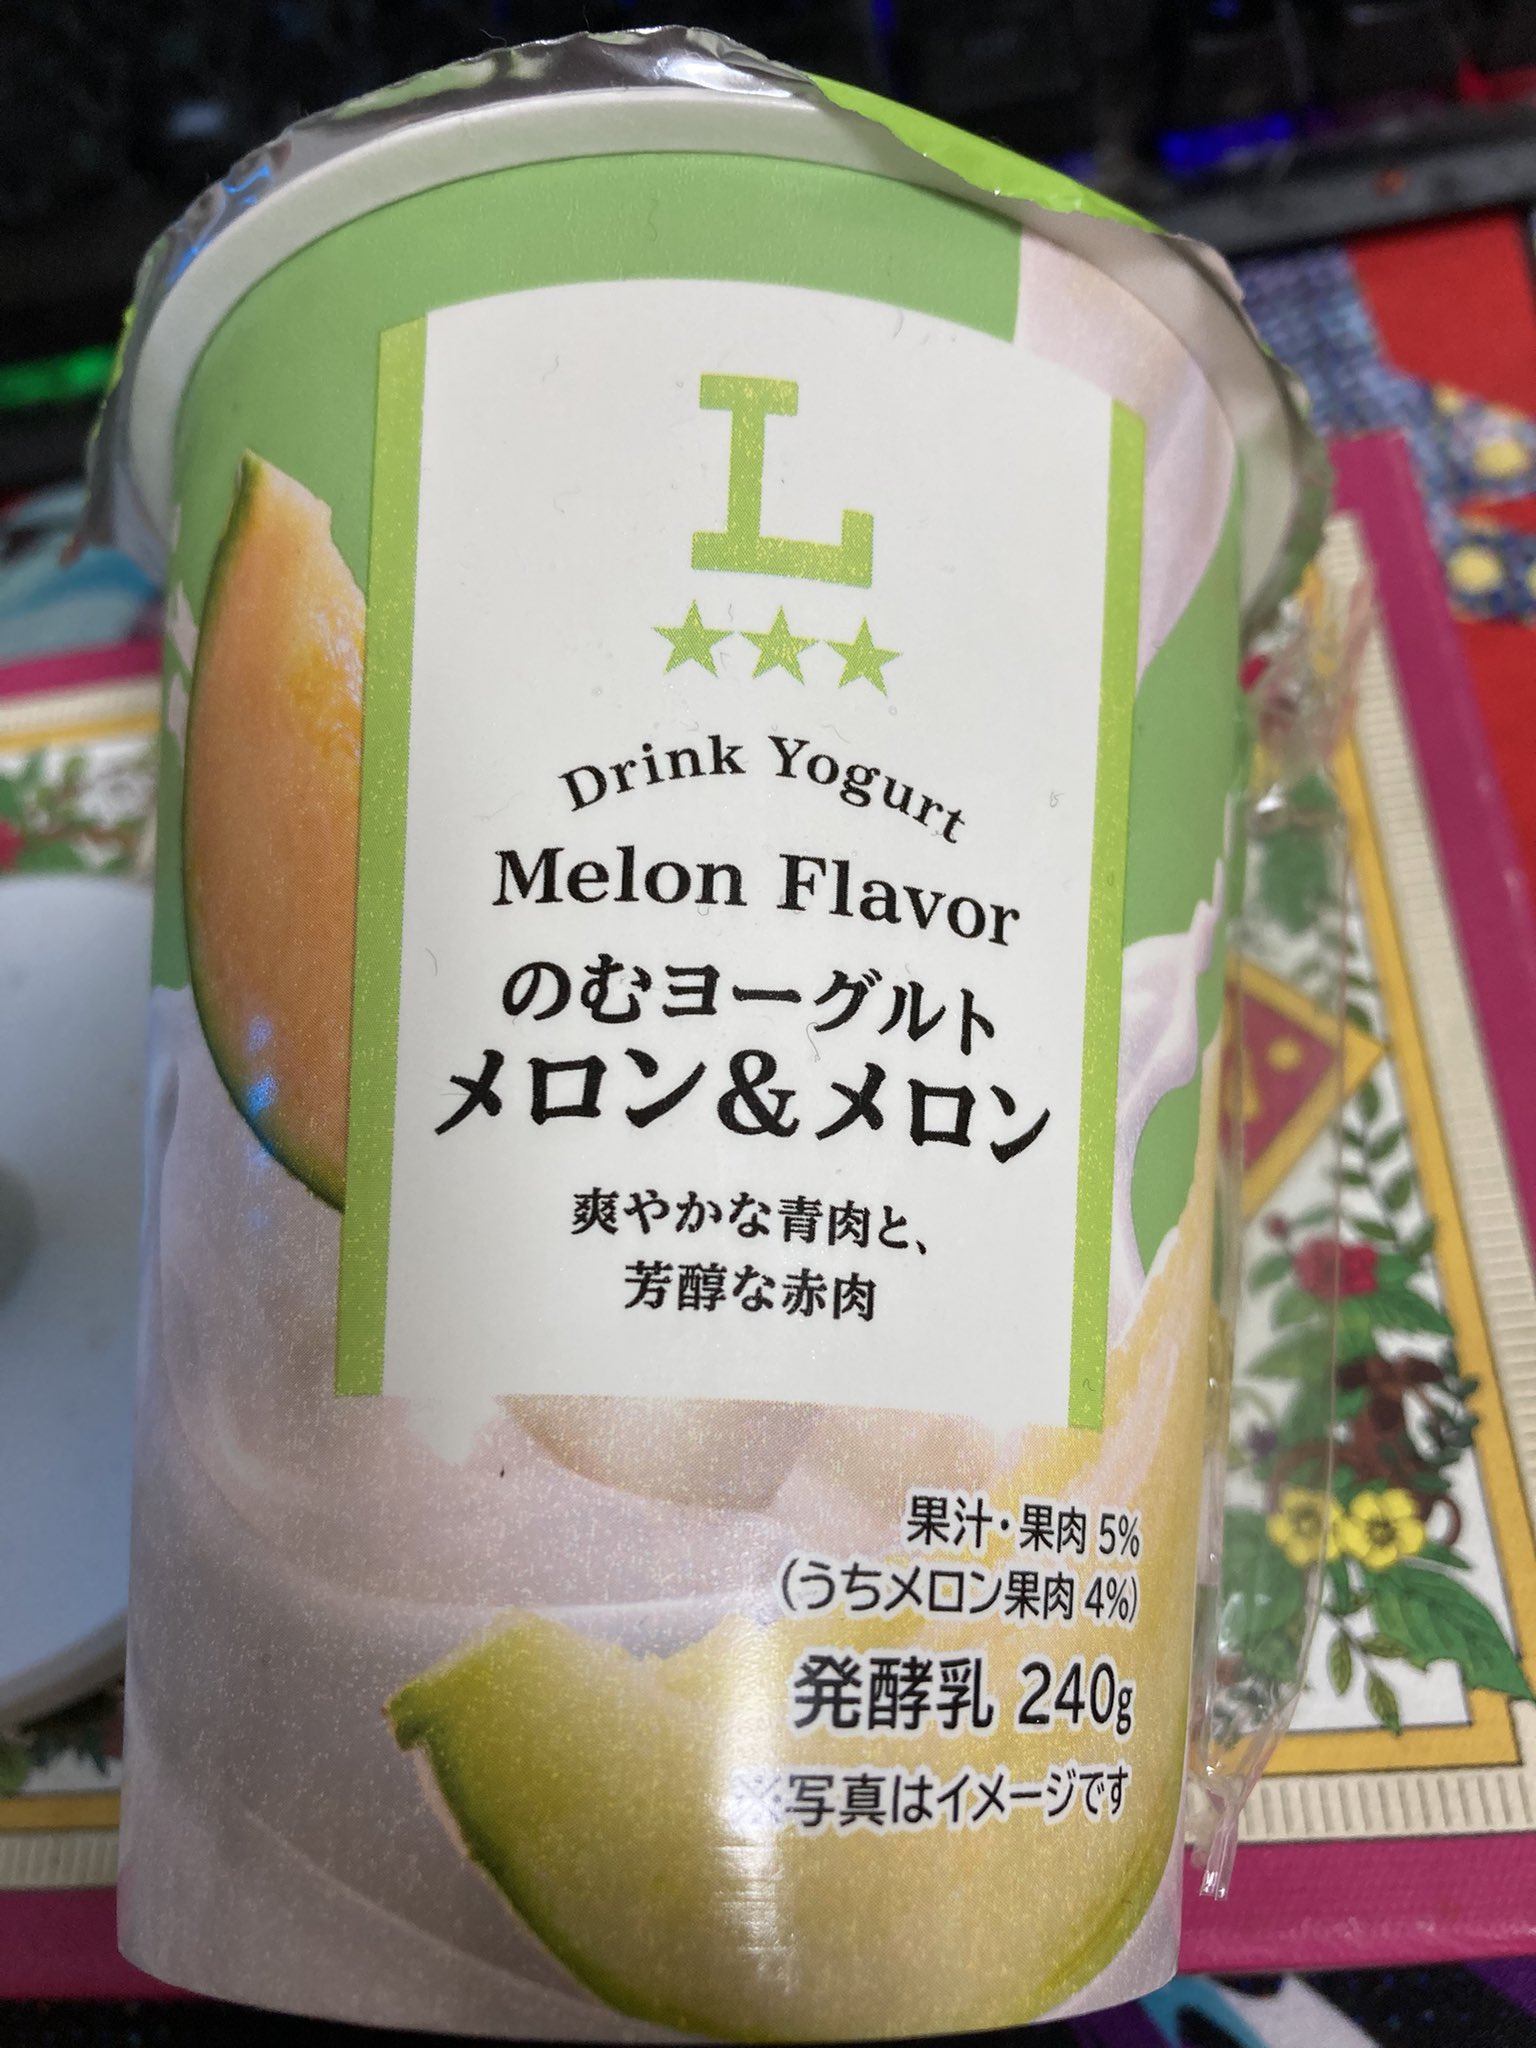 L
★★★
Drink Yogurt
Melon Flavor
のむヨーグルト
メロン&メロン
爽やかな青肉と、
芳醇な赤肉
果汁・果肉 5%
(うちメロン果肉 4%)
発酵乳 240g
※写真はイメージです